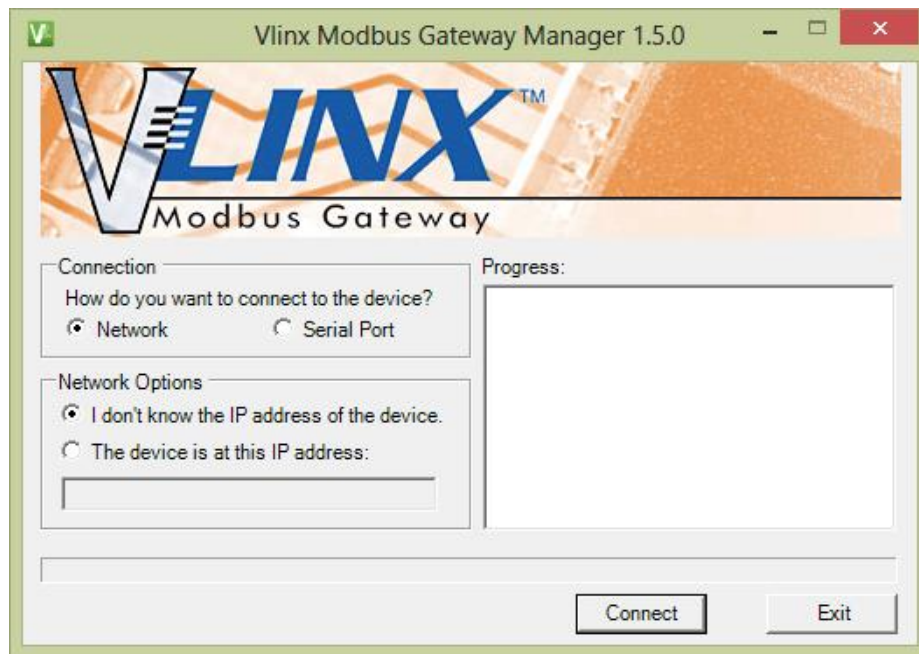 Vlinx Modbus Gateway Manager 1.5.0
VLINX™
Modbus Gateway
Connection
How do you want to connect to the device?
Network Serial Port
Network Options
I don't know the IP address of the device.
The device is at this IP address:
Progress:
Connect Exit